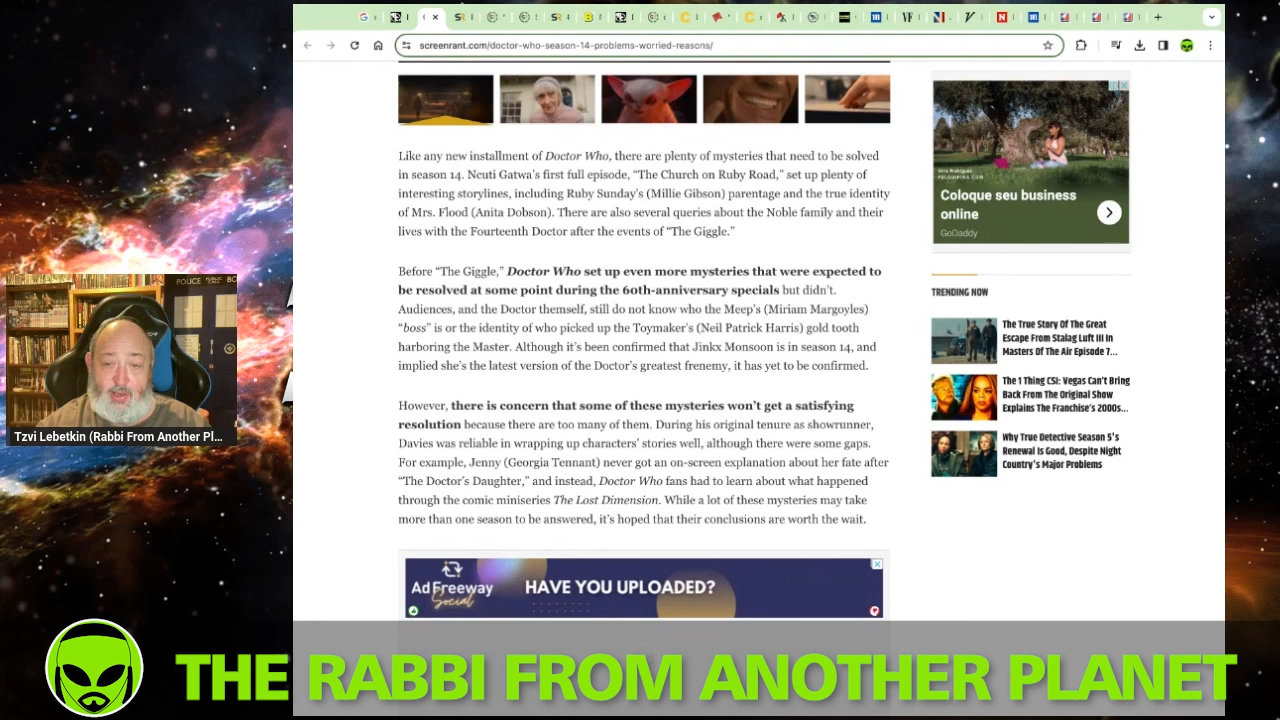 screenrant.com/doctor-who-season-14-problems-worried-reasons/
Like any new installment of Doctor Who, there are plenty of mysteries that need to be solved
in season 14. Ncuti Gatwa's first full episode, “The Church on Ruby Road,” set up plenty of
interesting storylines, including Ruby Sunday's (Millie Gibson) parentage and the true identity
of Mrs. Flood (Anita Dobson). There are also several queries about the Noble family and their
lives with the Fourteenth Doctor after the events of “The Giggle.”
Before “The Giggle,” Doctor Who set up even more mysteries that were expected to
be resolved at some point during the 60th-anniversary specials but didn't.
Audiences, and the Doctor themself, still do not know who the Meep's (Miriam Margoyles)
“boss” is or the identity of who picked up the Toymaker's (Neil Patrick Harris) gold tooth
harboring the Master. Although it's been confirmed that Jinkx Monsoon is in season 14, and
implied she's the latest version of the Doctor's greatest frenemy, it has yet to be confirmed.
However, there is concern that some of these mysteries won't get a satisfying
resolution because there are too many of them. During his original tenure as showrunner,
Davies was reliable in wrapping up characters' stories well, although there were some gaps.
For example, Jenny (Georgia Tennant) never got an on-screen explanation about her fate after
“The Doctor's Daughter,” and instead, Doctor Who fans had to learn about what happened
through the comic miniseries The Lost Dimension. While a lot of these mysteries may take
more than one season to be answered, it's hoped that their conclusions are worth the wait.
Coloque seu business
online
GoDaddy
TRENDING NOW
The True Story Of The Great
Escape From Stalag Luft III In
Masters Of The Air Episode 7...
The 1 Thing CSI: Vegas Can't Bring
Back From The Original Show
Explains The Franchise's 2000s...
Why True Detective Season 5's
Renewal Is Good, Despite Night
Country's Major Problems
AdFreeway
Social
HAVE YOU UPLOADED?
POLICE
BO
Tzvi Lebetkin (Rabbi From Another Pl...
THE RABBI FROM ANOTHER PLANET